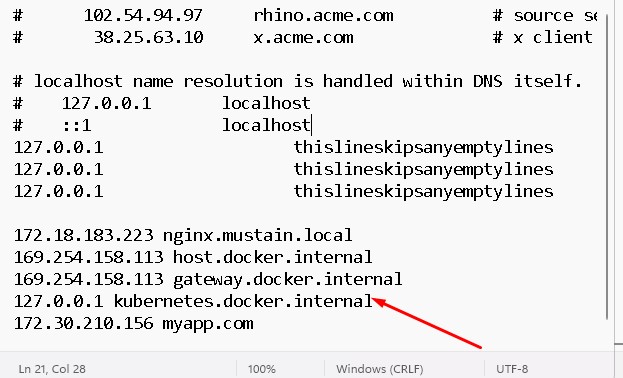 #      102.54.94.97     rhino.acme.com          # source se
#       38.25.63.10     x.acme.com              # x client
# localhost name resolution is handled within DNS itself.
#    127.0.0.1       localhost
#    ::1             localhost
127.0.0.1                   thislineskipsanyemptylines
127.0.0.1                   thislineskipsanyemptylines
127.0.0.1                   thislineskipsanyemptylines
172.18.183.223 nginx.mustain.local
169.254.158.113 host.docker.internal
169.254.158.113 gateway.docker.internal
127.0.0.1 kubernetes.docker.internal
172.30.210.156 myapp.com
Ln 21, Col 28 100% Windows (CRLF) UTF-8